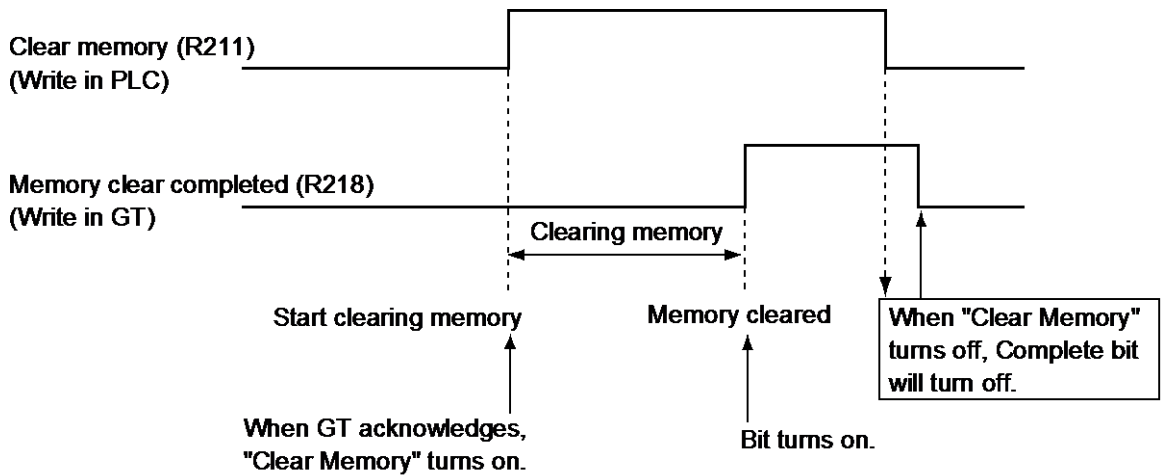 Clear memory (R211)
(Write in PLC)
Memory clear completed (R218)
(Write in GT)
Clearing memory
Start clearing memory
Memory cleared
When "Clear Memory"
turns off, Complete bit
will turn off.
When GT acknowledges,
"Clear Memory" turns on.
Bit turns on.